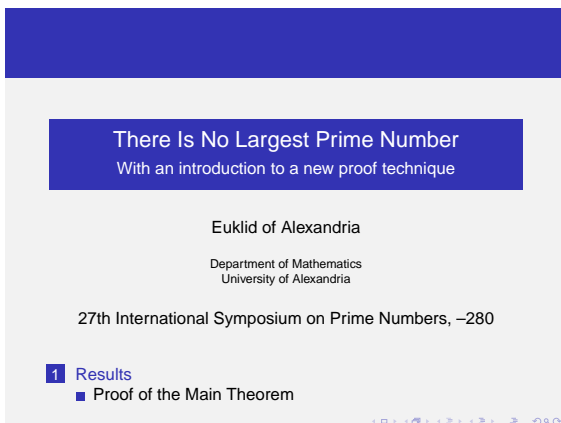 There Is No Largest Prime Number
With an introduction to a new proof technique
Euklid of Alexandria
Department of Mathematics
University of Alexandria
27th International Symposium on Prime Numbers, –280
1 Results
Proof of the Main Theorem